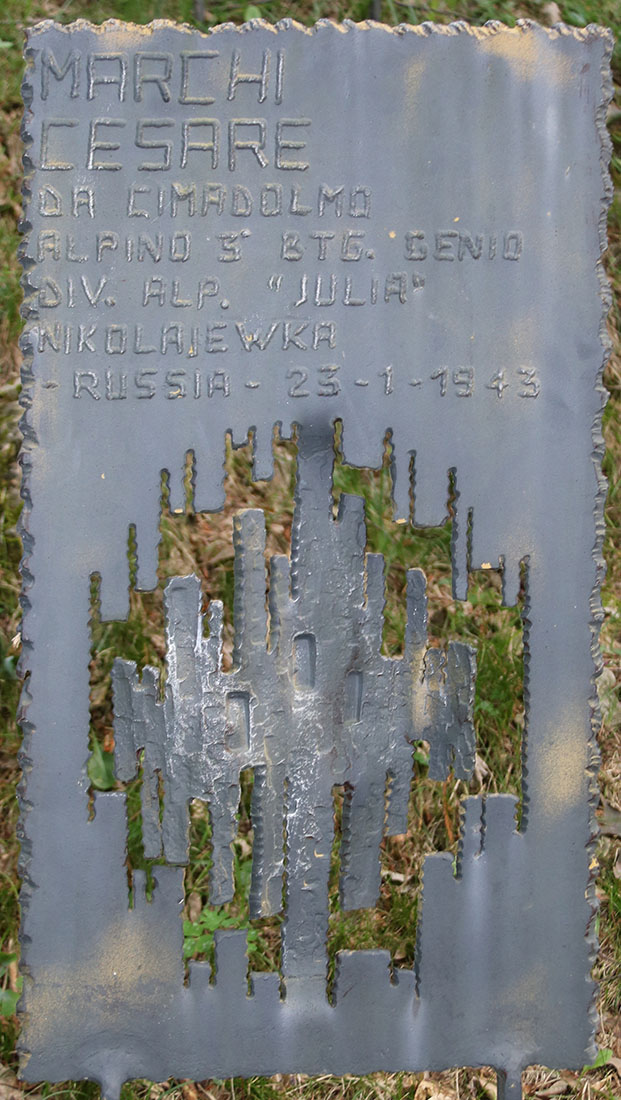 MARCHI
CESARE
DA CIMADOLMO
ALPINO 3° BTG. GENIO
DIV. ALP. "JULIA"
NIKOLAJEWKA
- RUSSIA - 23-1-1943